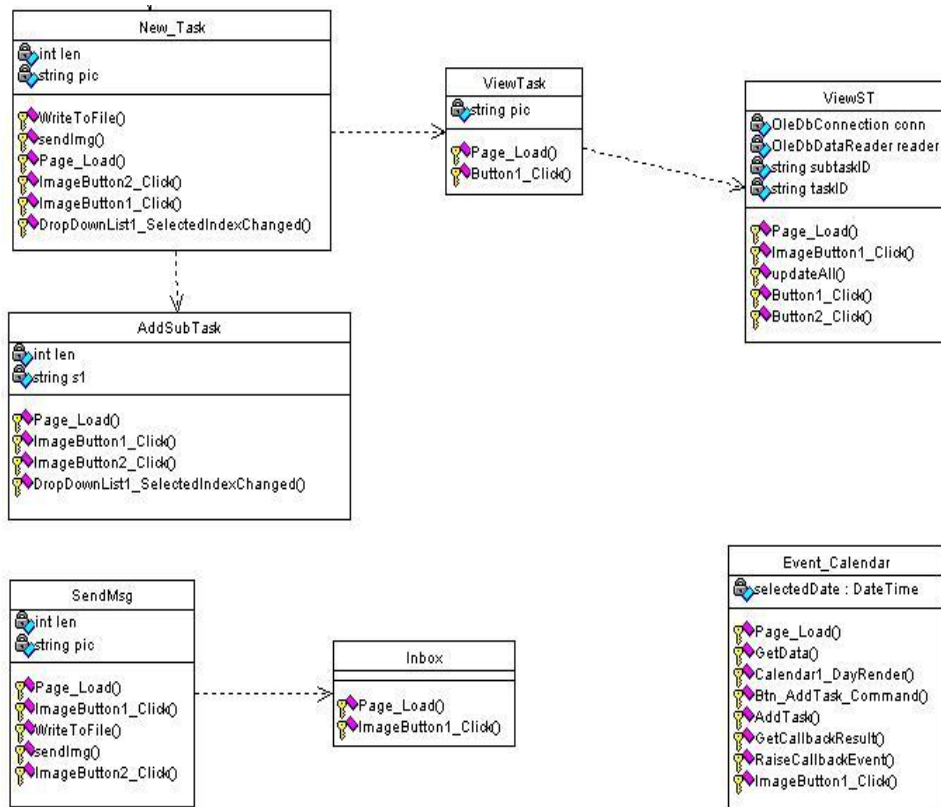 New_Task
int len
string pic
WriteToFile()
sendImg()
Page_Load()
ImageButton2_Click()
ImageButton1_Click()
DropDownList1_SelectedIndexChanged()
ViewTask
string pic
Page_Load()
Button1_Click()
ViewST
OleDbConnection conn
OleDbDataReader reader
string subtaskID
string taskID
Page_Load()
ImageButton1_Click()
updateAll()
Button1_Click()
Button2_Click()
AddSubTask
int len
string s1
Page_Load()
ImageButton1_Click()
ImageButton2_Click()
DropDownList1_SelectedIndexChanged()
SendMsg
int len
string pic
Page_Load()
ImageButton1_Click()
WriteToFile()
sendImg()
ImageButton2_Click()
Inbox
Page_Load()
ImageButton1_Click()
Event_Calendar
selectedDate : DateTime
Page_Load()
GetData()
Calendar1_DayRender()
Btn_AddTask_Command()
AddTask()
GetCallbackResult()
RaiseCallbackEvent()
ImageButton1_Click()